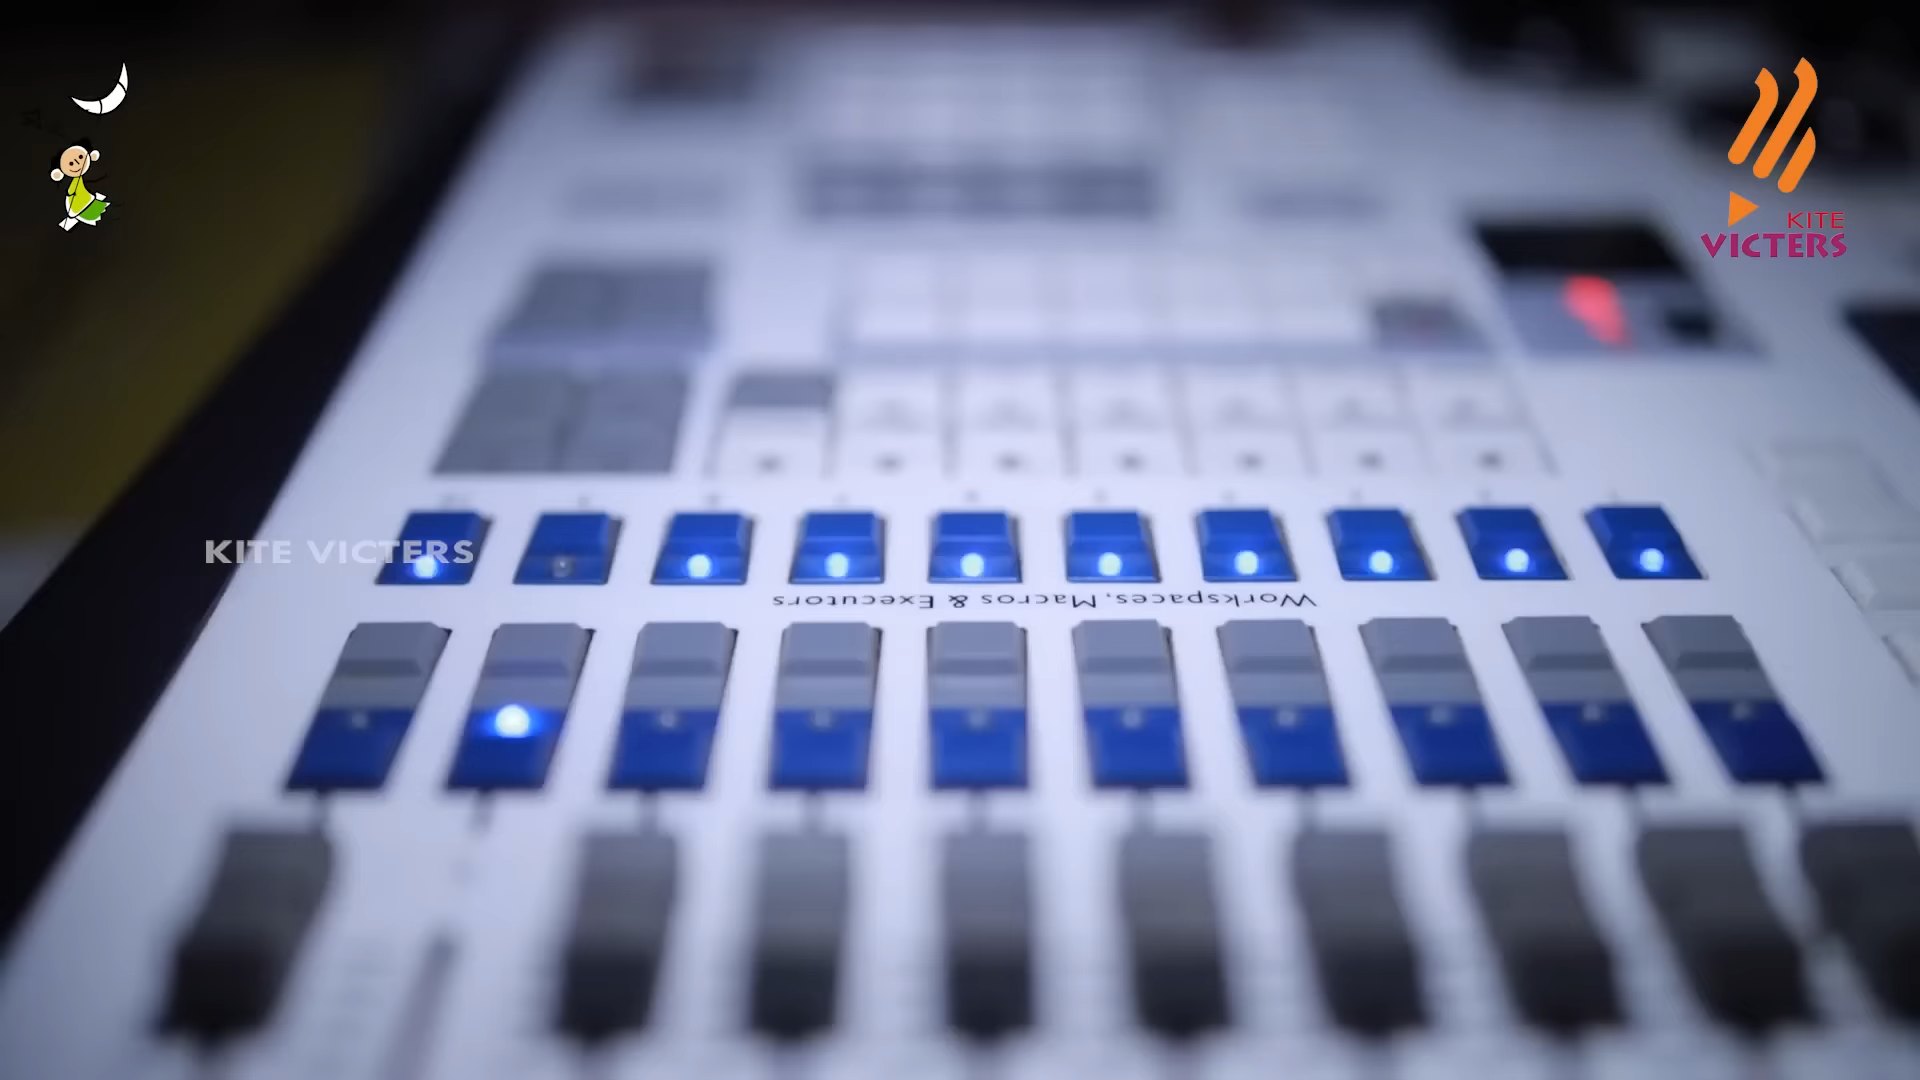 KITE
VICTERS
KITE VICTERS
Workspaces, Macros & Executors